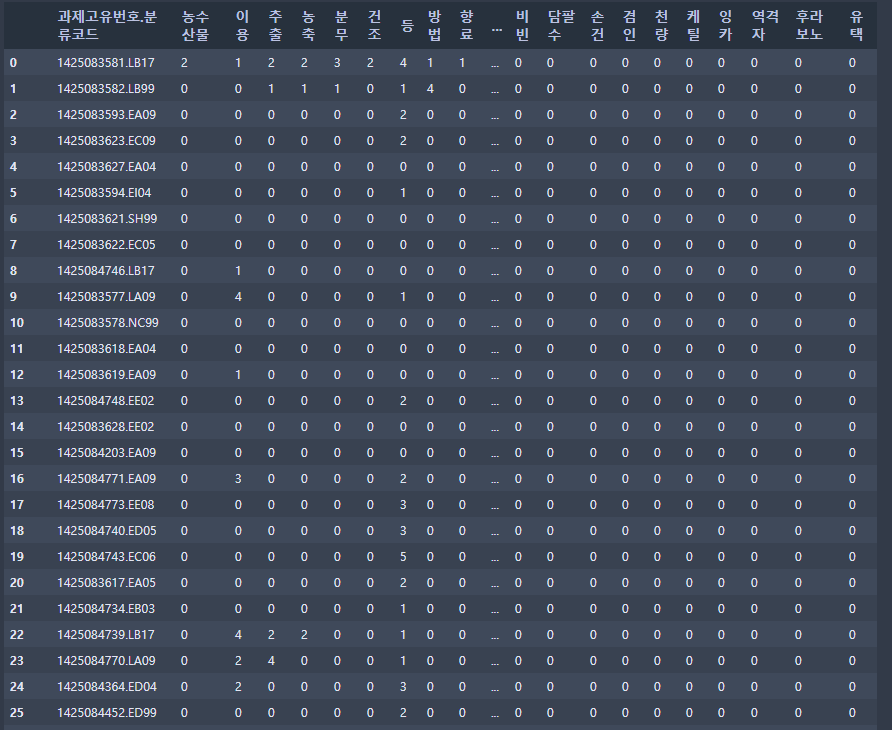 과제고유번호.분류코드 농수산물 이용 추출 농축 분무 건조 등 방법 향료 ... 비빈 담팔수 손건 검인 천량 케틸 잉카 역격자 후라보노 유택
0 1425083581.LB17 2 1 2 2 3 2 4 1 1 ... 0 0 0 0 0 0 0 0 0 0
1 1425083582.LB99 0 0 1 1 1 0 1 4 0 ... 0 0 0 0 0 0 0 0 0 0
2 1425083593.EA09 0 0 0 0 0 0 2 0 0 ... 0 0 0 0 0 0 0 0 0 0
3 1425083623.EC09 0 0 0 0 0 0 2 0 0 ... 0 0 0 0 0 0 0 0 0 0
4 1425083627.EA04 0 0 0 0 0 0 0 0 0 ... 0 0 0 0 0 0 0 0 0 0
5 1425083594.EI04 0 0 0 0 0 0 1 0 0 ... 0 0 0 0 0 0 0 0 0 0
6 1425083621.SH99 0 0 0 0 0 0 0 0 0 ... 0 0 0 0 0 0 0 0 0 0
7 1425083622.EC05 0 0 0 0 0 0 0 0 0 ... 0 0 0 0 0 0 0 0 0 0
8 1425084746.LB17 0 1 0 0 0 0 0 0 0 ... 0 0 0 0 0 0 0 0 0 0
9 1425083577.LA09 0 4 0 0 0 0 1 0 0 ... 0 0 0 0 0 0 0 0 0 0
10 1425083578.NC99 0 0 0 0 0 0 0 0 0 ... 0 0 0 0 0 0 0 0 0 0
11 1425083618.EA04 0 0 0 0 0 0 0 0 0 ... 0 0 0 0 0 0 0 0 0 0
12 1425083619.EA09 0 1 0 0 0 0 0 0 0 ... 0 0 0 0 0 0 0 0 0 0
13 1425084748.EE02 0 0 0 0 0 0 2 0 0 ... 0 0 0 0 0 0 0 0 0 0
14 1425083628.EE02 0 0 0 0 0 0 0 0 0 ... 0 0 0 0 0 0 0 0 0 0
15 1425084203.EA09 0 0 0 0 0 0 0 0 0 ... 0 0 0 0 0 0 0 0 0 0
16 1425084771.EA09 0 3 0 0 0 0 2 0 0 ... 0 0 0 0 0 0 0 0 0 0
17 1425084773.EE08 0 0 0 0 0 0 3 0 0 ... 0 0 0 0 0 0 0 0 0 0
18 1425084740.ED05 0 0 0 0 0 0 3 0 0 ... 0 0 0 0 0 0 0 0 0 0
19 1425084743.EC06 0 0 0 0 0 0 5 0 0 ... 0 0 0 0 0 0 0 0 0 0
20 1425083617.EA05 0 0 0 0 0 0 2 0 0 ... 0 0 0 0 0 0 0 0 0 0
21 1425084734.EB03 0 0 0 0 0 0 1 0 0 ... 0 0 0 0 0 0 0 0 0 0
22 1425084739.LB17 0 4 2 2 0 0 1 0 0 ... 0 0 0 0 0 0 0 0 0 0
23 1425084770.LA09 0 2 4 0 0 0 1 0 0 ... 0 0 0 0 0 0 0 0 0 0
24 1425084364.ED04 0 2 0 0 0 0 3 0 0 ... 0 0 0 0 0 0 0 0 0 0
25 1425084452.ED99 0 0 0 0 0 0 2 0 0 ... 0 0 0 0 0 0 0 0 0 0